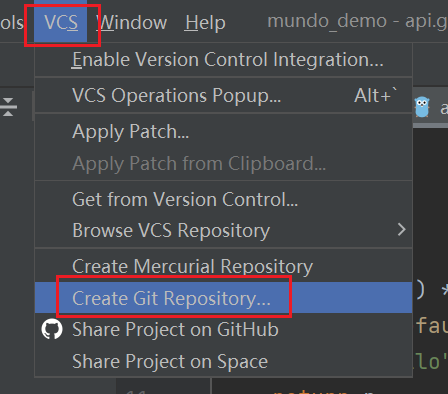 ols VCS Window Help mundo_demo - api.g
Enable Version Control Integration...
VCS Operations Popup... Alt+`
a
Apply Patch...
Apply Patch from Clipboard...
Get from Version Control...
Browse VCS Repository
Create Mercurial Repository
Create Git Repository...
) *
Share Project on GitHub
fau
Share Project on Space
llo"